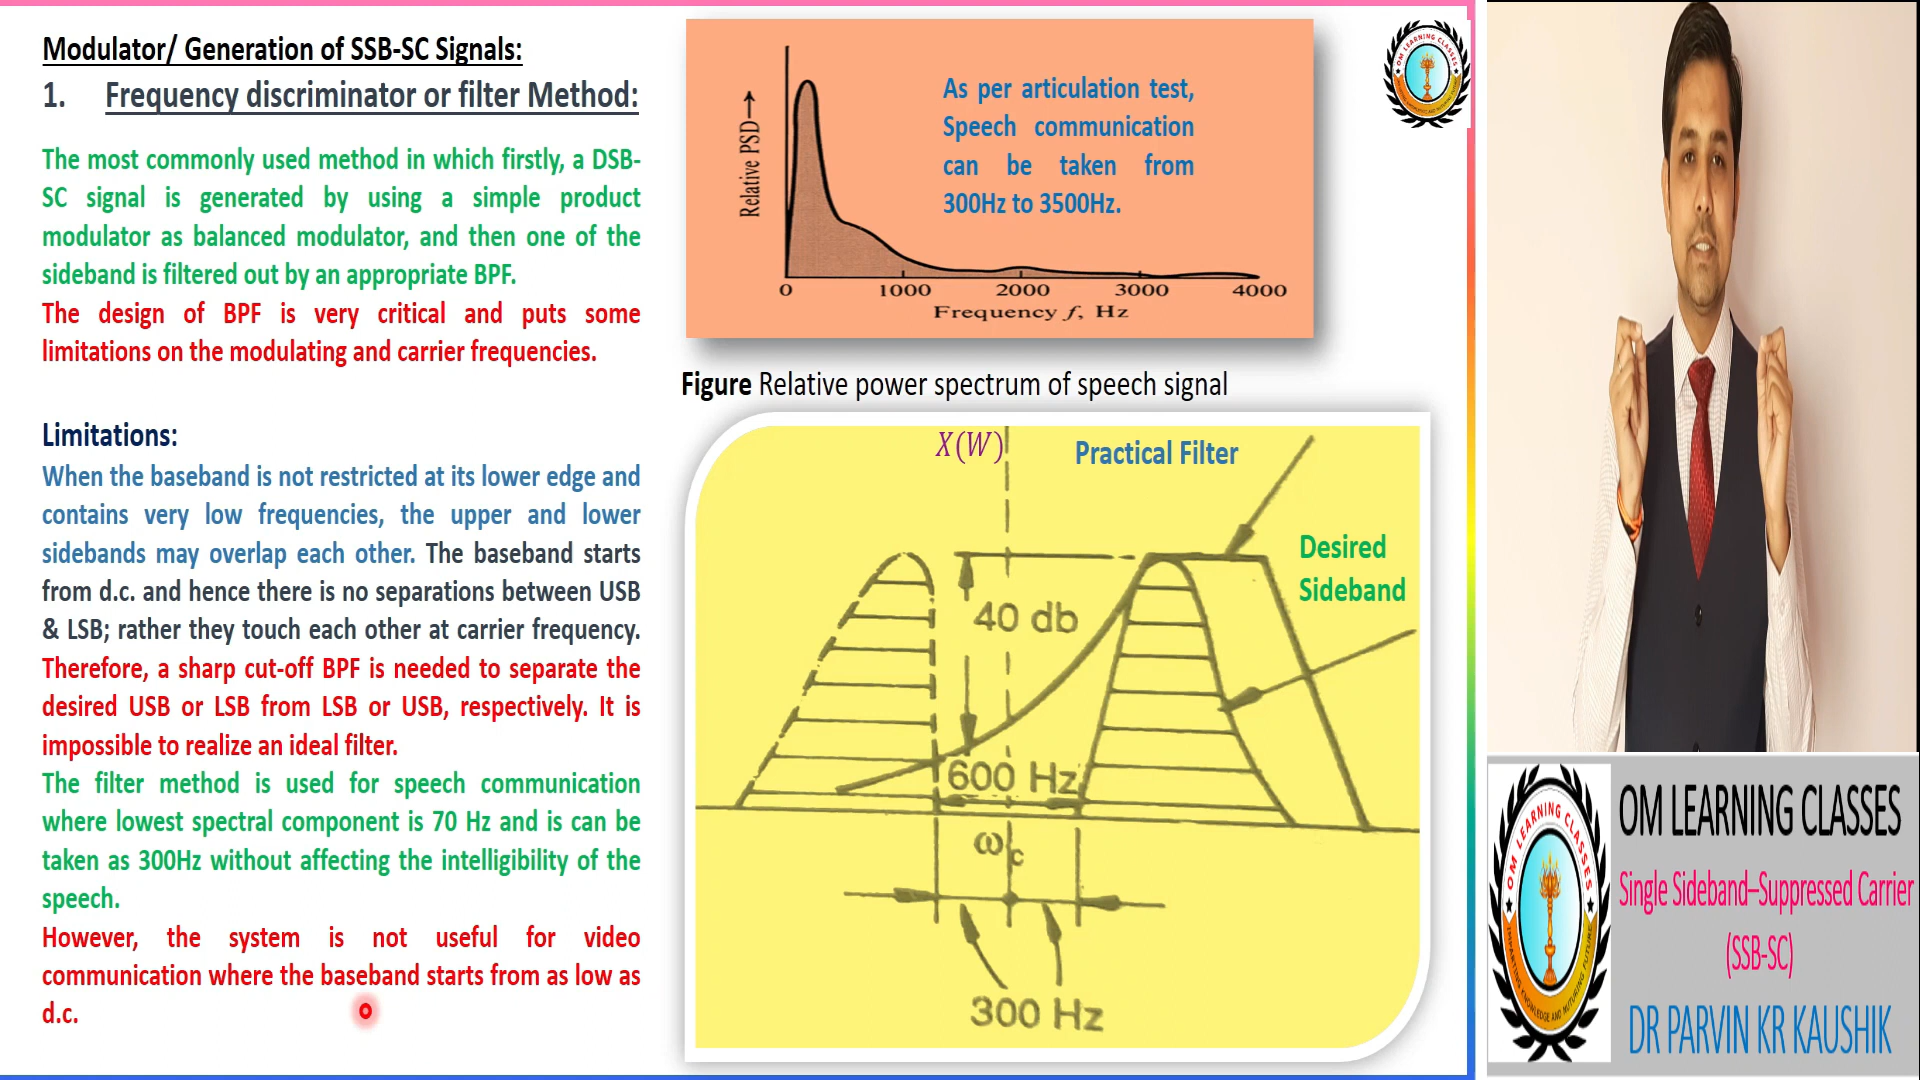 Modulator/ Generation of SSB-SC Signals:
1. Frequency discriminator or filter Method:
The most commonly used method in which firstly, a DSB-
SC signal is generated by using a simple product
modulator as balanced modulator, and then one of the
sideband is filtered out by an appropriate BPF.
The design of BPF is very critical and puts some
limitations on the modulating and carrier frequencies.
Limitations:
When the baseband is not restricted at its lower edge and
contains very low frequencies, the upper and lower
sidebands may overlap each other. The baseband starts
from d.c. and hence there is no separations between USB
& LSB; rather they touch each other at carrier frequency.
Therefore, a sharp cut-off BPF is needed to separate the
desired USB or LSB from LSB or USB, respectively. It is
impossible to realize an ideal filter.
The filter method is used for speech communication
where lowest spectral component is 70 Hz and is can be
taken as 300Hz without affecting the intelligibility of the
speech.
However, the system is not useful for video
communication where the baseband starts from as low as
d.c.
Relative PSD→
As per articulation test,
Speech communication
can be taken from
300Hz to 3500Hz.
0 1000 2000 3000 4000
Frequency f, Hz
Figure Relative power spectrum of speech signal
X(W)
Practical Filter
Desired
Sideband
40 db
600 Hz
ωc
300 Hz
OM LEARNING CLASSES
OM LEARNING CLASSES
IMPARTING KNOWLEDGE AND NUTURING FUTURE
OM LEARNING CLASSES
Single Sideband–Suppressed Carrier
(SSB-SC)
DR PARVIN KR KAUSHIK